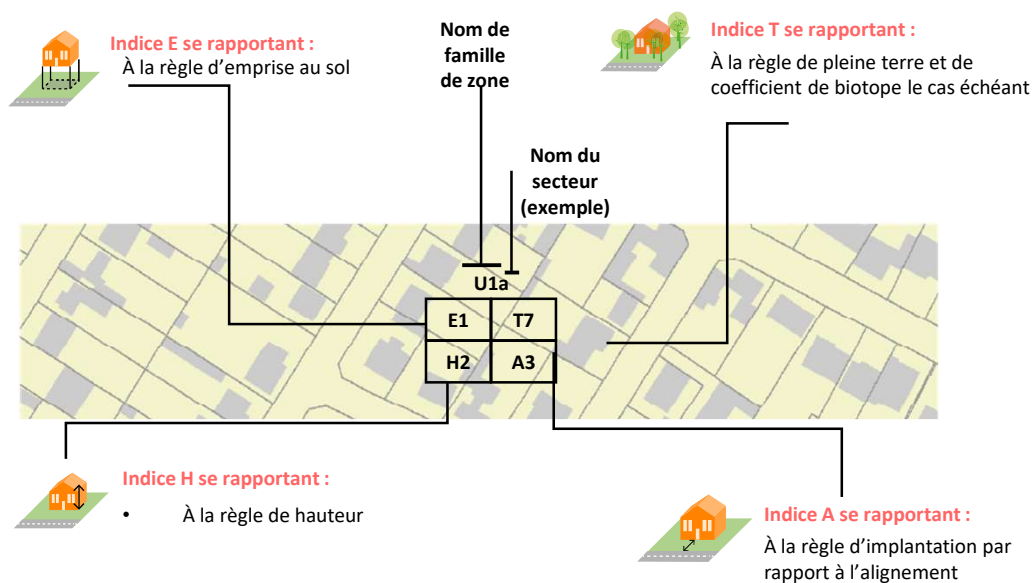 Indice E se rapportant :
À la règle d’emprise au sol
Nom de
famille
de zone
Indice T se rapportant :
À la règle de pleine terre et de
coefficient de biotope le cas échéant
Nom du
secteur
(exemple)
U1a
E1 T7
H2 A3
Indice H se rapportant :
• À la règle de hauteur
Indice A se rapportant :
À la règle d’implantation par
rapport à l’alignement